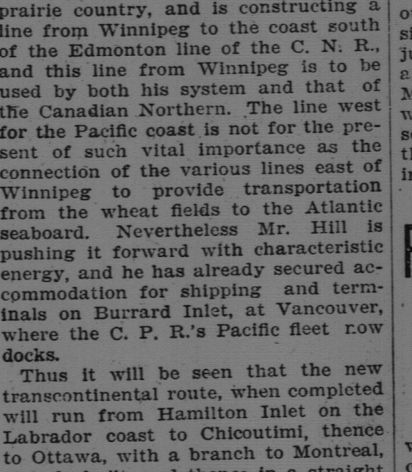 prairie country, and is constructing a
line from Winnipeg to the coast south
of the Edmonton line of the C. N. R.,
and this line from Winnipeg is to be
used by both his system and that of
the Canadian Northern. The line west
for the Pacific coast is not for the pre-
sent of such vital importance as the
connection of the various lines east of
Winnipeg to provide transportation
from the wheat fields to the Atlantic
seaboard. Nevertheless Mr. Hill is
pushing it forward with characteristic
energy, and he has already secured ac-
commodation for shipping and term-
inals on Burrard Inlet, at Vancouver,
where the C. P. R.'s Pacific fleet now
docks.
Thus it will be seen that the new
transcontinental route, when completed
will run from Hamilton Inlet on the
Labrador coast to Chicoutimi, thence
to Ottawa, with a branch to Montreal,
thence in a straight